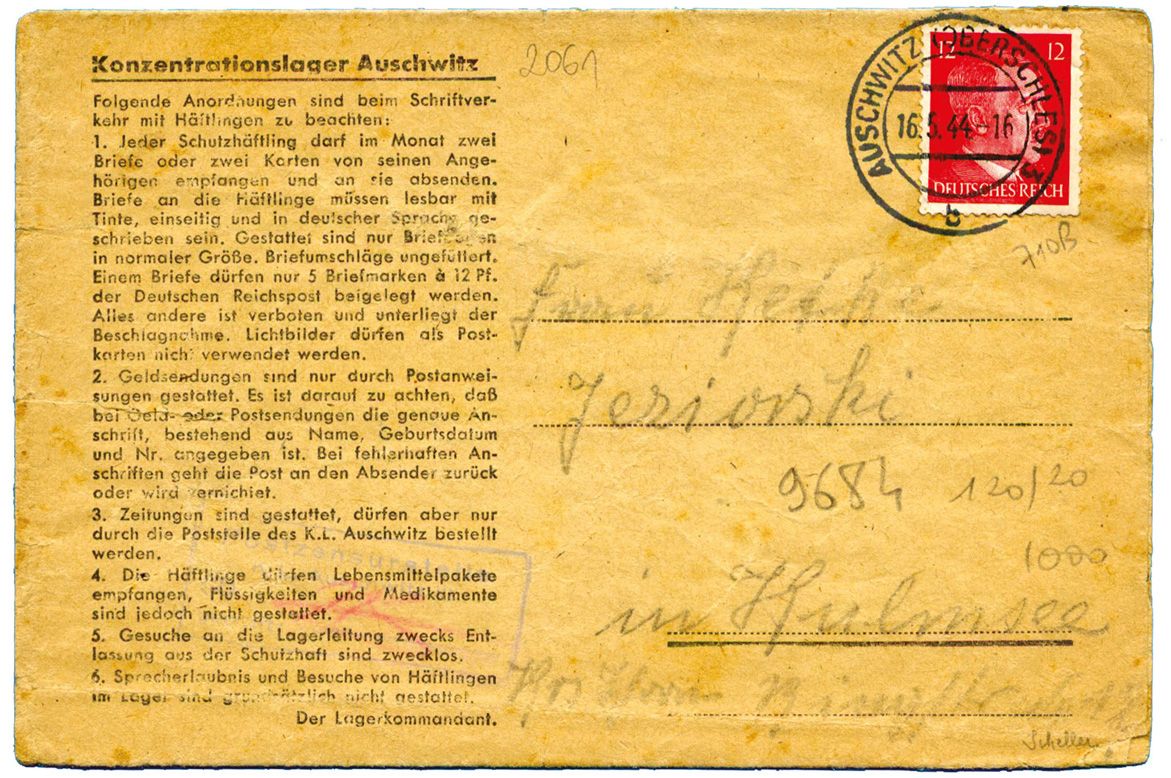 Konzentrationslager Auschwitz
Folgende Anordnungen sind beim Schriftver-
kehr mit Häftlingen zu beachten:
1. Jeder Schutzhäftling darf im Monat zwei
Briefe oder zwei Karten von seinen Ange-
hörigen empfangen und an sie absenden.
Briefe an die Häftlinge müssen lesbar mit
Tinte, einseitig und in deutscher Sprache ge-
schrieben sein. Gestattet sind nur Briefbogen
in normaler Größe. Briefumschläge ungefüttert.
Einem Briefe dürfen nur 5 Briefmarken à 12 Pf.
der Deutschen Reichspost beigelegt werden.
Alles andere ist verboten und unterliegt der
Beschlagnahme. Lichtbilder dürfen als Post-
karten nicht verwendet werden.
2. Geldsendungen sind nur durch Postanwei-
sungen gestattet. Es ist darauf zu achten, daß
bei Geld- oder Postsendungen die genaue An-
schrift, bestehend aus Name, Geburtsdatum
und Nr. angegeben ist. Bei fehlerhaften An-
schriften geht die Post an den Absender zurück
oder wird vernichtet.
3. Zeitungen sind gestattet, dürfen aber nur
durch die Poststelle des K.L. Auschwitz bestellt
werden.
4. Die Häftlinge dürfen Lebensmittelpakete
empfangen, Flüssigkeiten und Medikamente
sind jedoch nicht gestattet.
5. Gesuche an die Lagerleitung zwecks Ent-
lassung aus der Schutzhaft sind zwecklos.
6. Sprecherlaubnis und Besuche von Häftlingen
im Lager sind grundsätzlich nicht gestattet.
Der Lagerkommandant.
Postzensurstelle
2061
AUSCHWITZ (OBERSCHLES) 3
16.5.44-16
b
12 12
DEUTSCHES REICH
710B
Frau
Jeziorski
9684 120/20
1000
in Kulmsee
Scheller